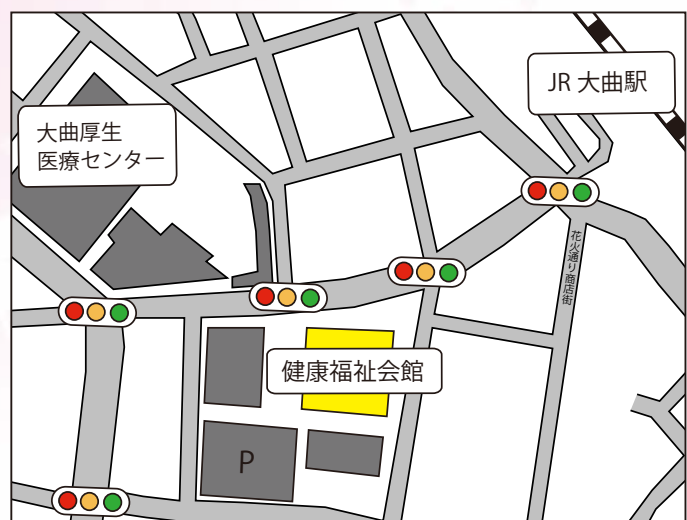 JR 大曲駅
大曲厚生
医療センター
花火通り商店街
健康福祉会館
P